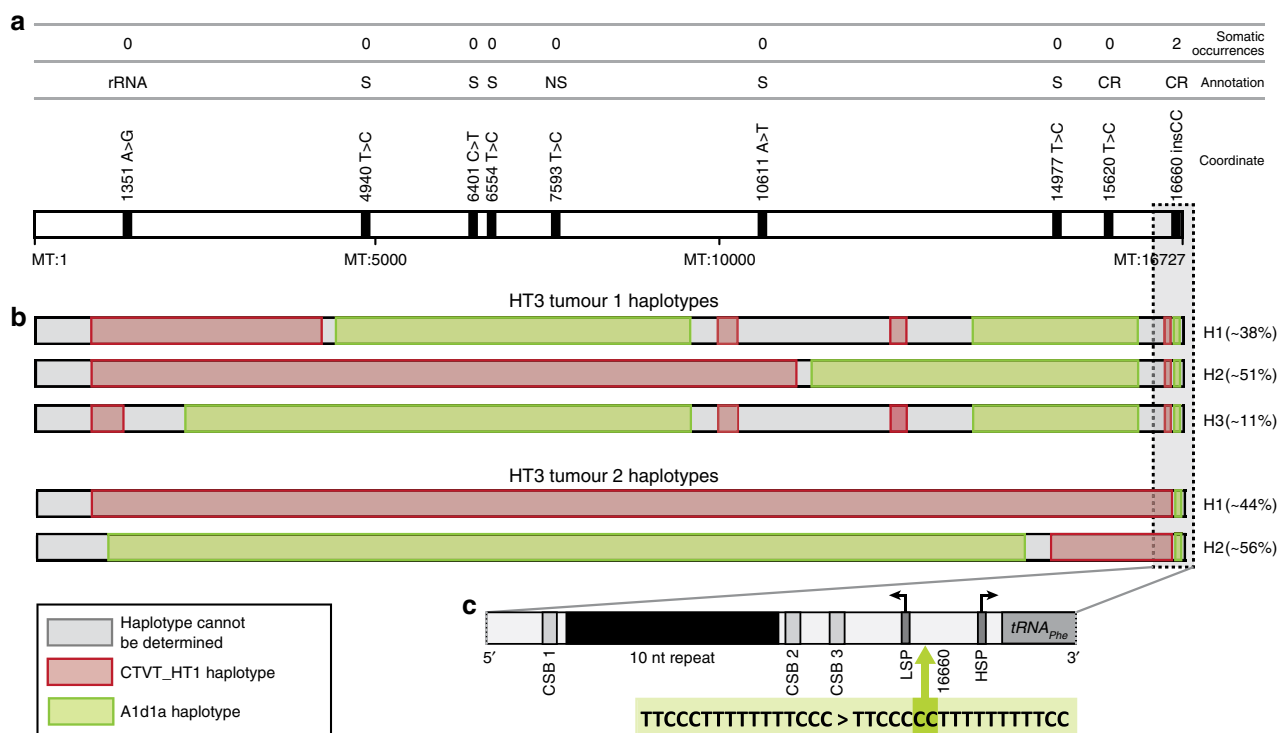 a
0 0 0 0 0 0 0 0 2 Somatic occurrences
rRNA S S S NS S S CR CR Annotation
1351 A>G 4940 T>C 6401 C>T 6554 T>C 7593 T>C 10611 A>T 14977 T>C 15620 T>C 16660 insCC Coordinate
MT:1 MT:5000 MT:10000 MT:16727
b
HT3 tumour 1 haplotypes
H1(~38%)
H2(~51%)
H3(~11%)
HT3 tumour 2 haplotypes
H1(~44%)
H2(~56%)
Haplotype cannot
be determined
CTVT_HT1 haplotype
A1d1a haplotype
c
tRNAPhe
5′ CSB 1 10 nt repeat CSB 2 CSB 3 LSP 16660 HSP 3′
TTCCCTTTTTTTTCCC > TTCCCCCTTTTTTTTTCC